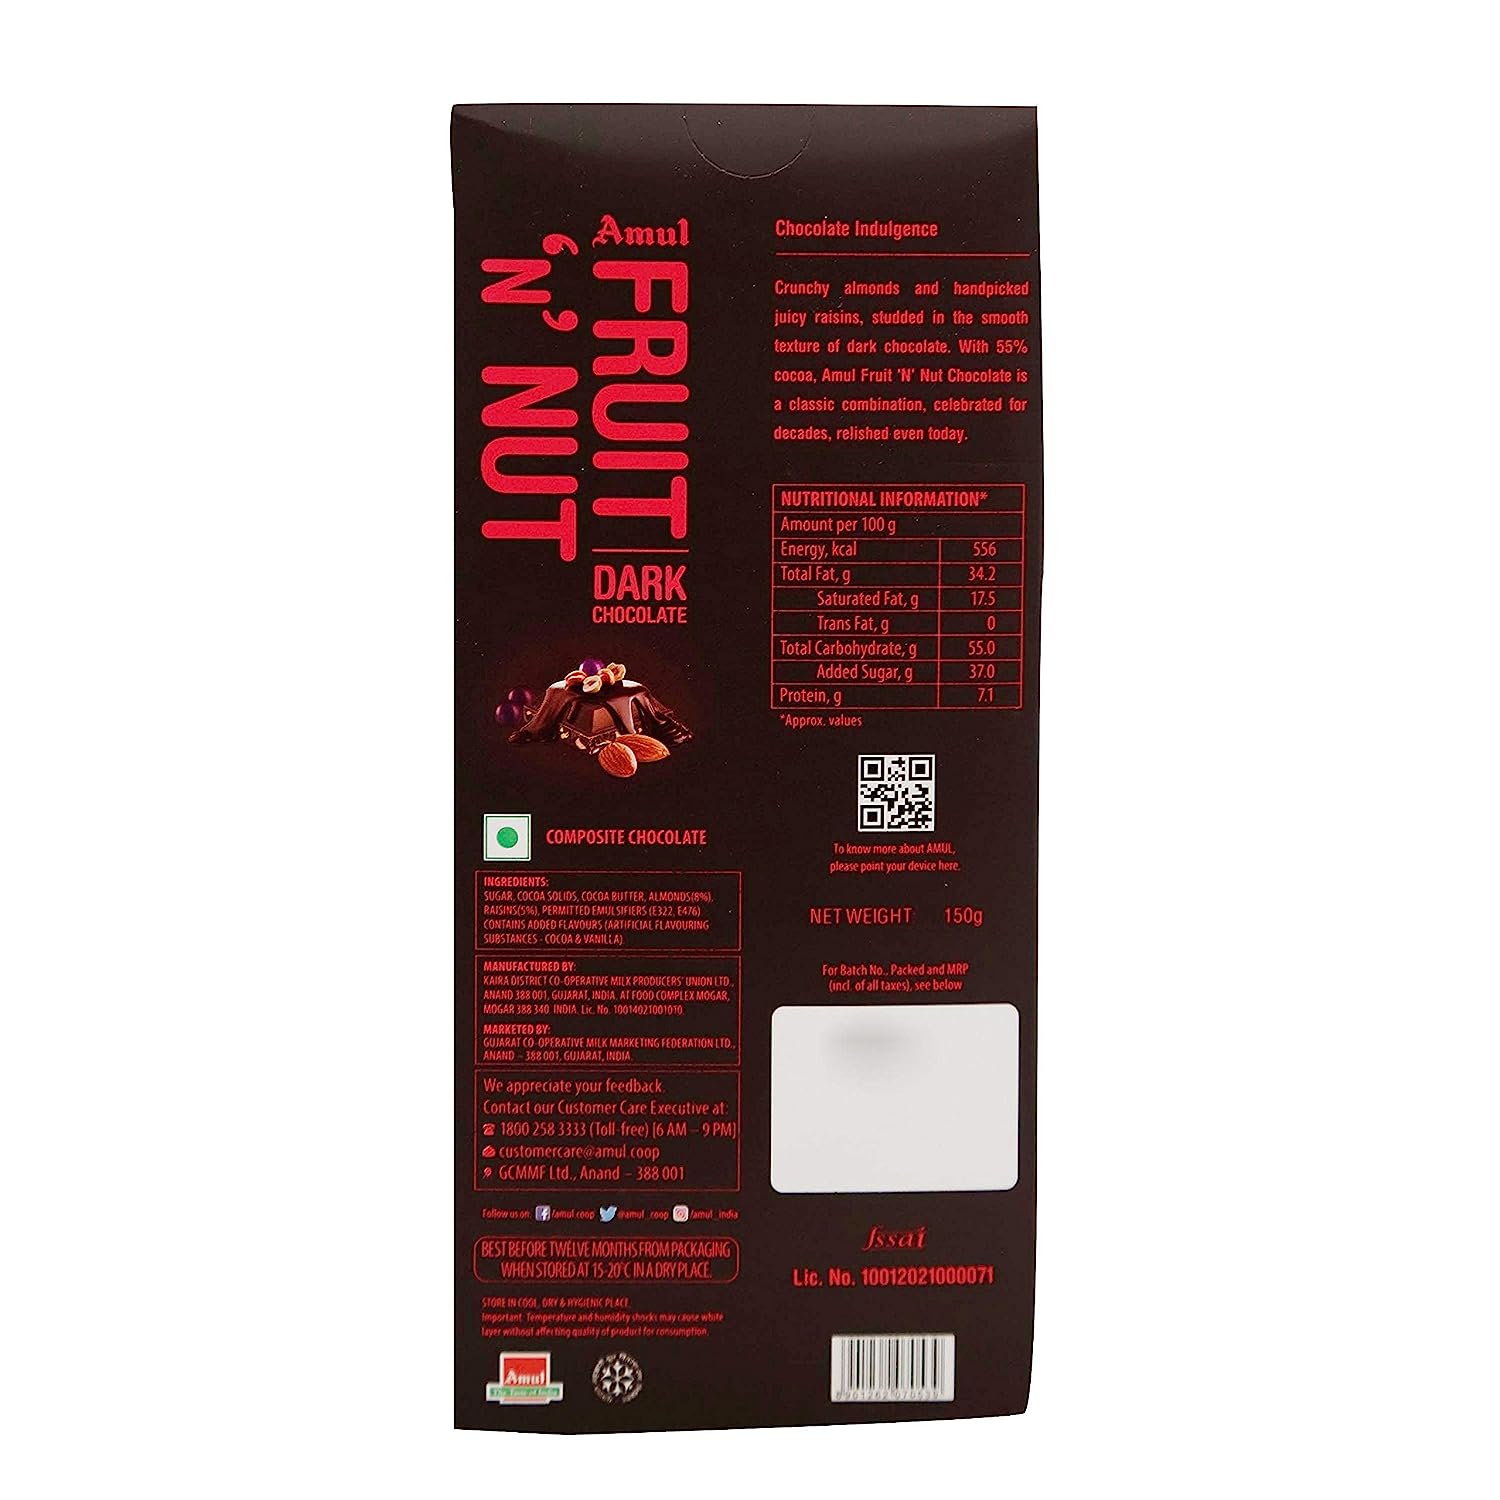 Amul
FRUIT
'N' NUT
DARK
CHOCOLATE
COMPOSITE CHOCOLATE
INGREDIENTS:
SUGAR, COCOA SOLIDS, COCOA BUTTER, ALMONDS(8%),
RAISINS(5%), PERMITTED EMULSIFIERS (E322, E476)
CONTAINS ADDED FLAVOURS (ARTIFICIAL FLAVOURING
SUBSTANCES - COCOA & VANILLA)
MANUFACTURED BY:
KAIRA DISTRICT CO-OPERATIVE MILK PRODUCERS' UNION LTD.,
ANAND 388 001, GUJARAT, INDIA. AT FOOD COMPLEX MOGAR,
MOGAR 388 340. INDIA. Lic. No. 10014021001010.
MARKETED BY:
GUJARAT CO-OPERATIVE MILK MARKETING FEDERATION LTD.,
ANAND – 388 001, GUJARAT, INDIA.
We appreciate your feedback.
Contact our Customer Care Executive at:
1800 258 3333 (Toll-free) [6 AM – 9 PM]
customercare@amul.coop
GCMMF Ltd., Anand – 388 001
Follow us on: f /amul.coop @amul_coop /amul_india
BEST BEFORE TWELVE MONTHS FROM PACKAGING
WHEN STORED AT 15-20°C IN A DRY PLACE.
STORE IN COOL, DRY & HYGIENIC PLACE.
Important: Temperature and humidity shocks may cause white
layer without affecting quality of product for consumption.
Amul
The Taste of India
Chocolate Indulgence
Crunchy almonds and handpicked
juicy raisins, studded in the smooth
texture of dark chocolate. With 55%
cocoa, Amul Fruit 'N' Nut Chocolate is
a classic combination, celebrated for
decades, relished even today.
NUTRITIONAL INFORMATION*
Amount per 100 g
Energy, kcal 556
Total Fat, g 34.2
Saturated Fat, g 17.5
Trans Fat, g 0
Total Carbohydrate, g 55.0
Added Sugar, g 37.0
Protein, g 7.1
*Approx. values
To know more about AMUL,
please point your device here.
NET WEIGHT 150g
For Batch No., Packed and MRP
(incl. of all taxes), see below
fssai
Lic. No. 10012021000071